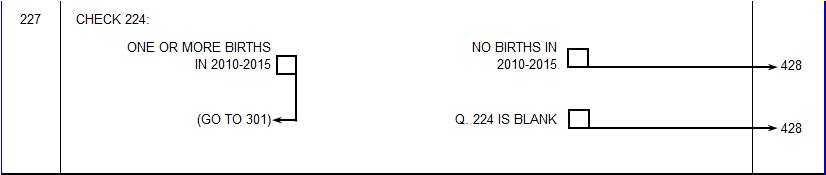 227 CHECK 224:
ONE OR MORE BIRTHS NO BIRTHS IN
IN 2010-2015 2010-2015 428
(GO TO 301) Q. 224 IS BLANK 428